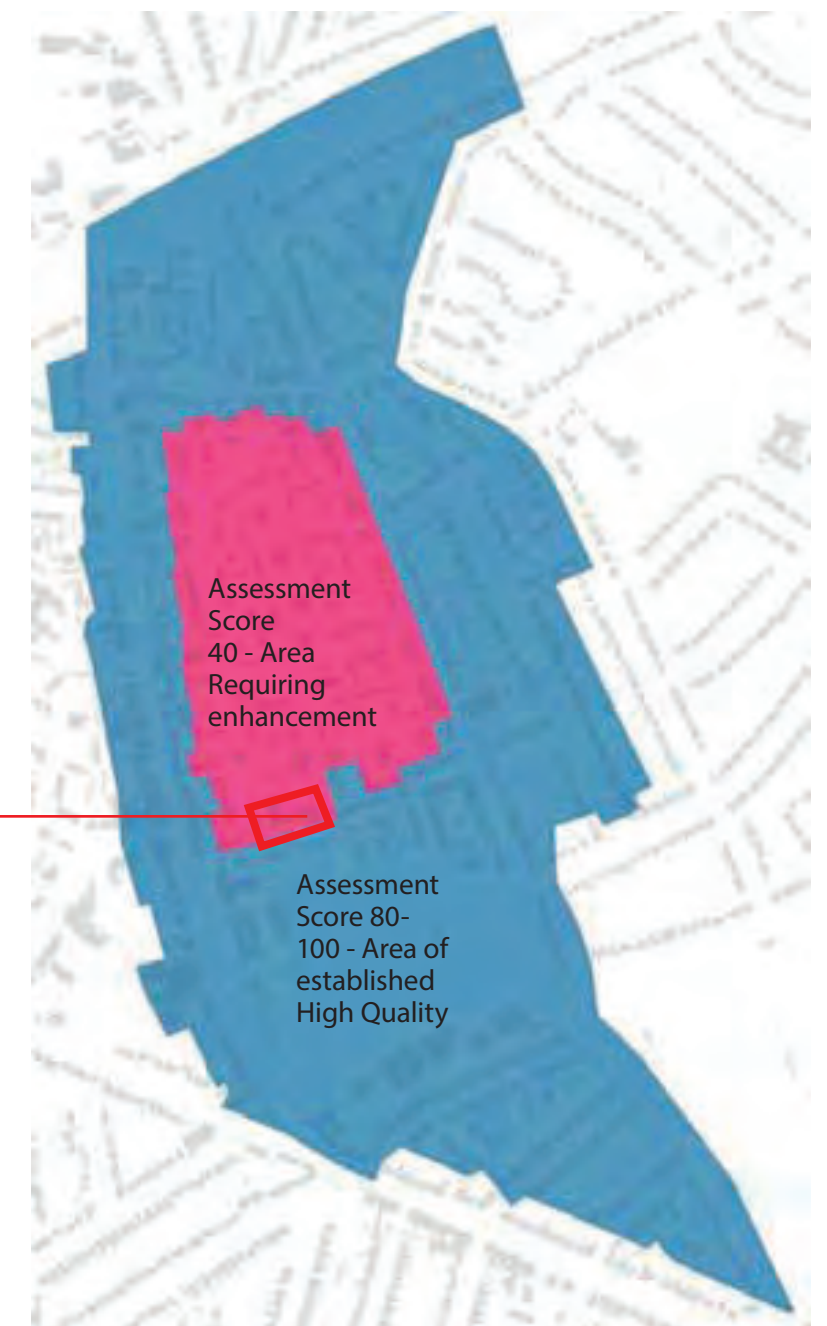 Assessment
Score
40 - Area
Requiring
enhancement
Assessment
Score 80-
100 - Area of
established
High Quality